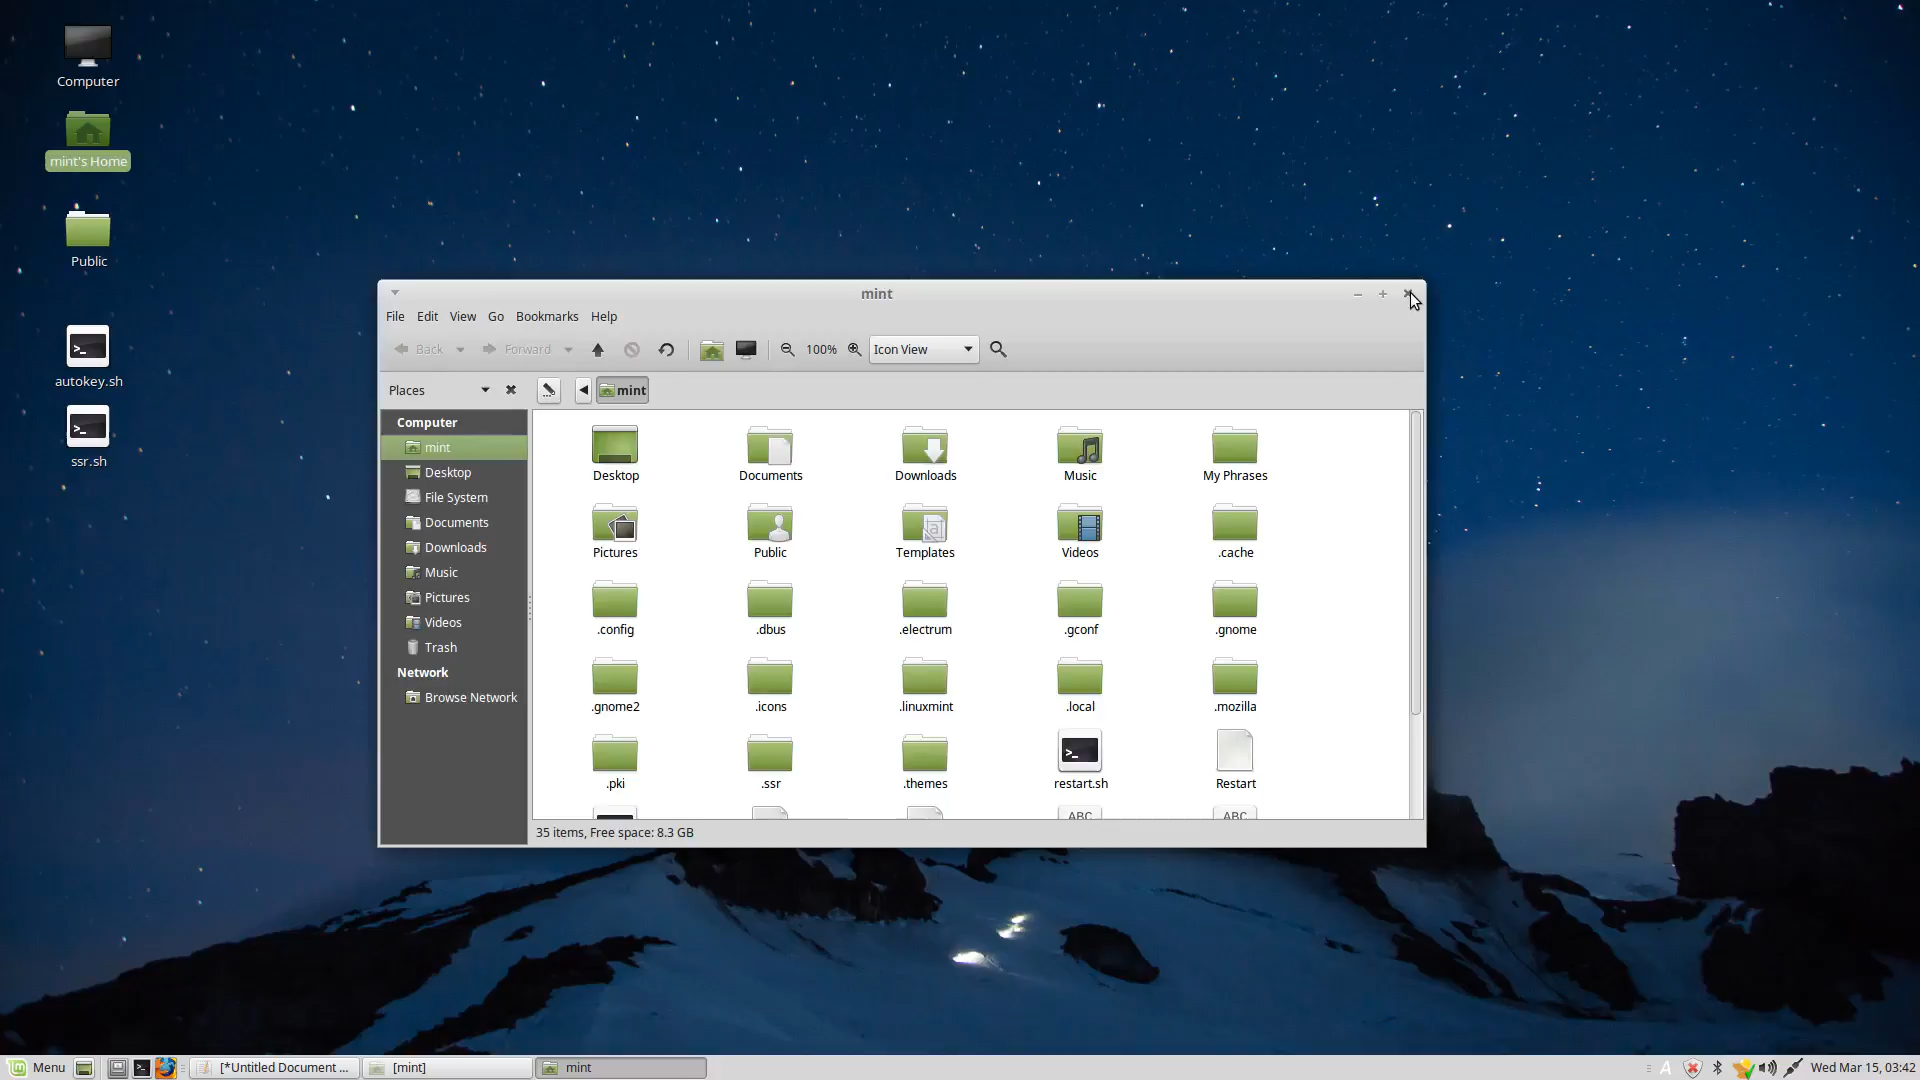 Computer
mint's Home
Public
autokey.sh
ssr.sh
mint
File Edit View Go Bookmarks Help
Back Forward 100% Icon View
Places mint
Computer
mint
Desktop
File System
Documents
Downloads
Music
Pictures
Videos
Trash
Network
Browse Network
Desktop Documents Downloads Music My Phrases
Pictures Public Templates Videos .cache
.config .dbus .electrum .gconf .gnome
.gnome2 .icons .linuxmint .local .mozilla
.pki .ssr .themes restart.sh Restart
ABC ABC
35 items, Free space: 8.3 GB
Menu [*Untitled Document ... [mint] mint A Wed Mar 15, 03:42